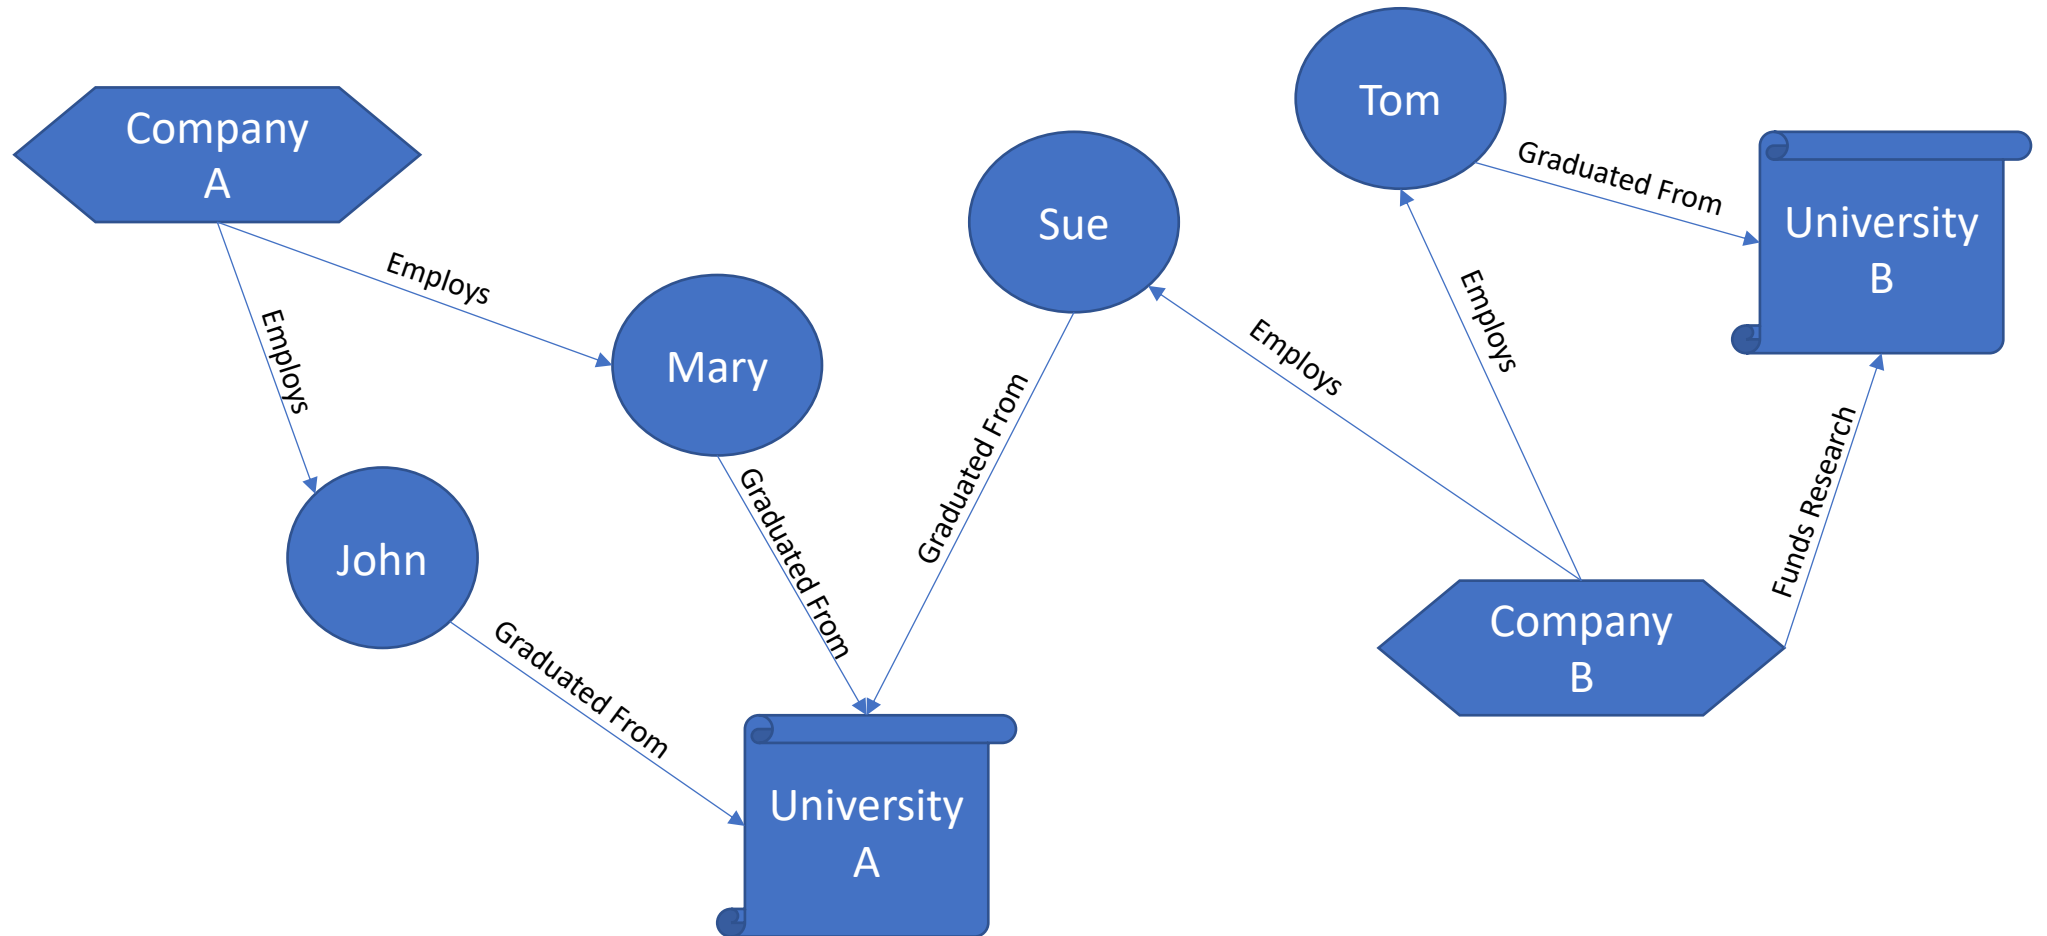 Company
A
Employs
Employs
John
Mary
Graduated From
Graduated From
Sue
Graduated From
University
A
Tom
Graduated From
University
B
Employs
Employs
Funds Research
Company
B